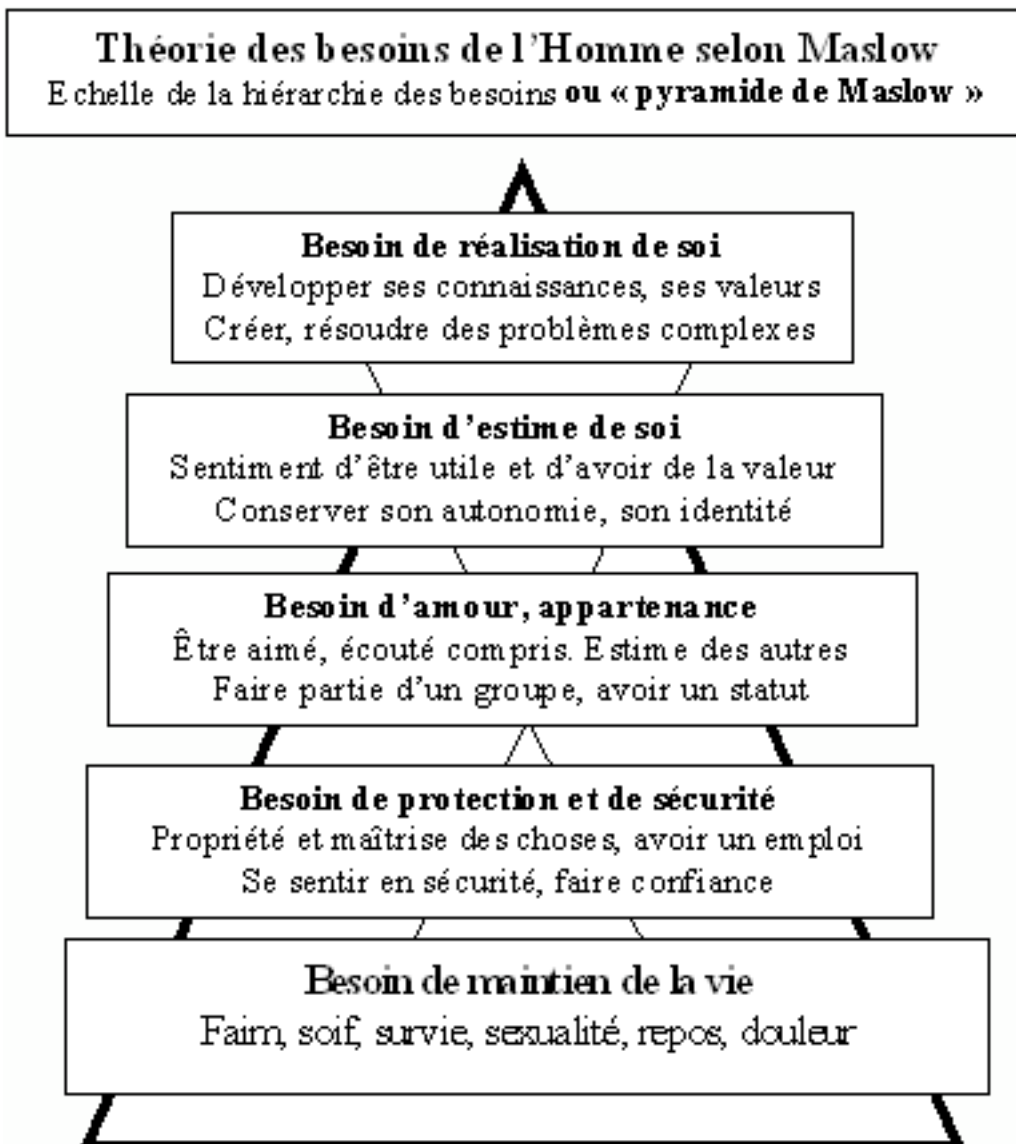 Théorie des besoins de l’Homme selon Maslow
Echelle de la hiérarchie des besoins ou « pyramide de Maslow »
Besoin de réalisation de soi
Développer ses connaissances, ses valeurs
Créer, résoudre des problèmes complexes
Besoin d’estime de soi
Sentiment d’être utile et d’avoir de la valeur
Conserver son autonomie, son identité
Besoin d’amour, appartenance
Être aimé, écouté compris. Estime des autres
Faire partie d’un groupe, avoir un statut
Besoin de protection et de sécurité
Propriété et maîtrise des choses, avoir un emploi
Se sentir en sécurité, faire confiance
Besoin de maintien de la vie
Faim, soif, survie, sexualité, repos, douleur